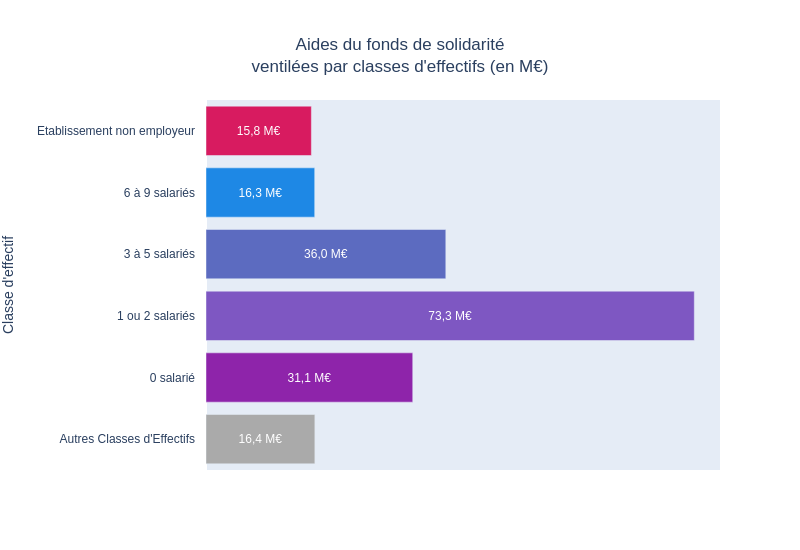 Aides du fonds de solidarité
ventilées par classes d'effectifs (en M€)
Classe d'effectif
Etablissement non employeur
15,8 M€
6 à 9 salariés
16,3 M€
3 à 5 salariés
36,0 M€
1 ou 2 salariés
73,3 M€
0 salarié
31,1 M€
Autres Classes d'Effectifs
16,4 M€